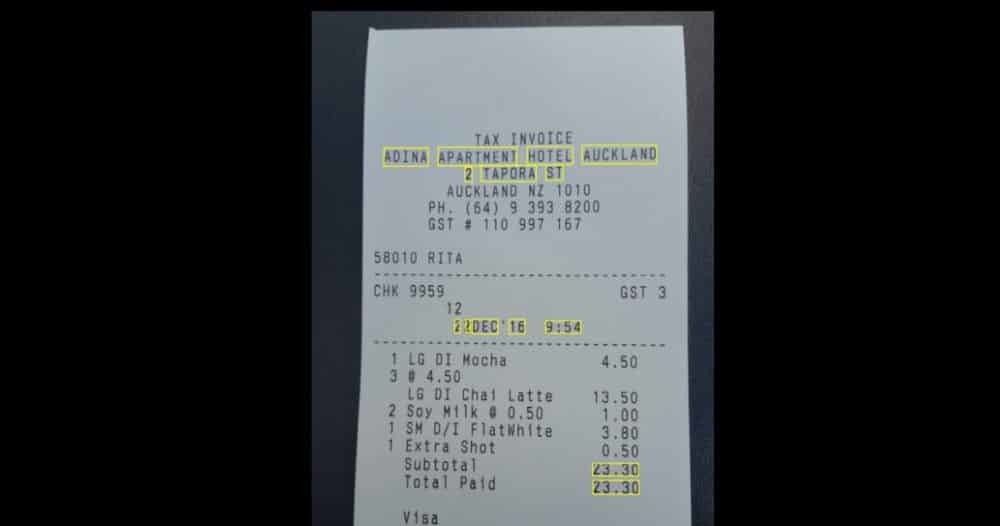 TAX INVOICE
ADINA APARTMENT HOTEL AUCKLAND
2 TAPORA ST
AUCKLAND NZ 1010
PH. (64) 9 393 8200
GST # 110 997 167
58010 RITA
CHK 9959 GST 3
12
22DEC'16 9:54
1 LG DI Mocha 4.50
3 @ 4.50
LG DI Chai Latte 13.50
2 Soy Milk @ 0.50 1.00
1 SM D/I FlatWhite 3.80
1 Extra Shot 0.50
Subtotal 23.30
Total Paid 23.30
Visa